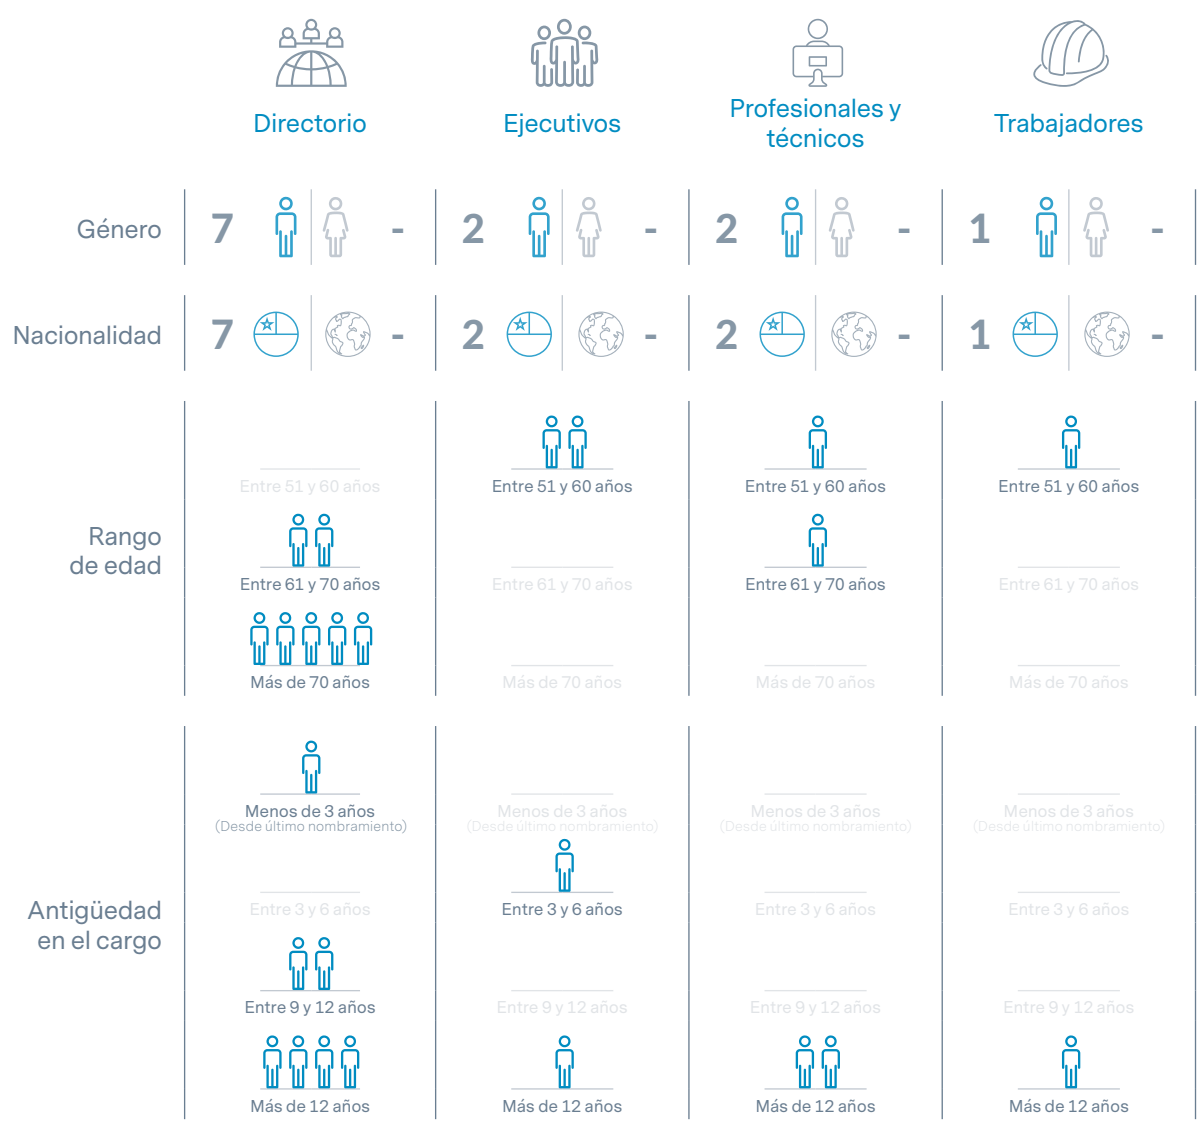 Directorio
Ejecutivos
Profesionales y
técnicos
Trabajadores
Género
7 -
2 -
2 -
1 -
Nacionalidad
7 -
2 -
2 -
1 -
Rango
de edad
Entre 51 y 60 años
Entre 51 y 60 años
Entre 51 y 60 años
Entre 51 y 60 años
Entre 61 y 70 años
Entre 61 y 70 años
Entre 61 y 70 años
Entre 61 y 70 años
Más de 70 años
Más de 70 años
Más de 70 años
Más de 70 años
Antigüedad
en el cargo
Menos de 3 años
(Desde último nombramiento)
Menos de 3 años
(Desde último nombramiento)
Menos de 3 años
(Desde último nombramiento)
Menos de 3 años
(Desde último nombramiento)
Entre 3 y 6 años
Entre 3 y 6 años
Entre 3 y 6 años
Entre 3 y 6 años
Entre 9 y 12 años
Entre 9 y 12 años
Entre 9 y 12 años
Entre 9 y 12 años
Más de 12 años
Más de 12 años
Más de 12 años
Más de 12 años